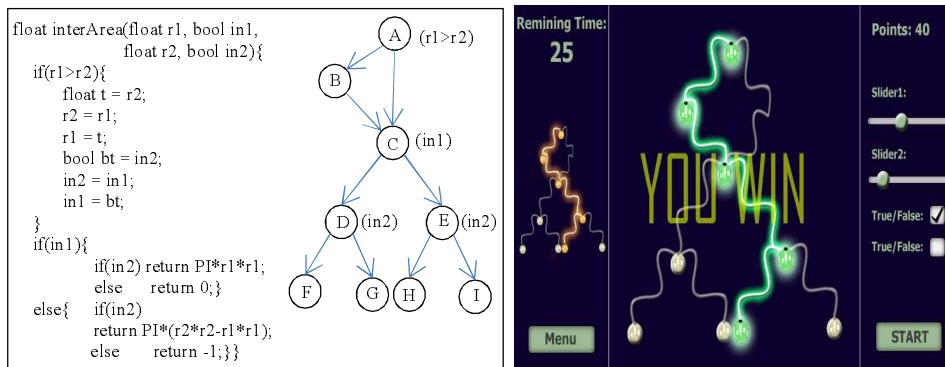 float interArea(float r1, bool in1,
float r2, bool in2){
if(r1>r2){
float t = r2;
r2 = r1;
r1 = t;
bool bt = in2;
in2 = in1;
in1 = bt;
}
if(in1){
if(in2) return PI*r1*r1;
else return 0;}
else{ if(in2)
return PI*(r2*r2-r1*r1);
else return -1;}}
A (r1>r2)
B
C (in1)
D (in2) E (in2)
F G H I
Remining Time:
25
Menu
YOU WIN
Points: 40
Slider1:
Slider2:
True/False:
True/False:
START